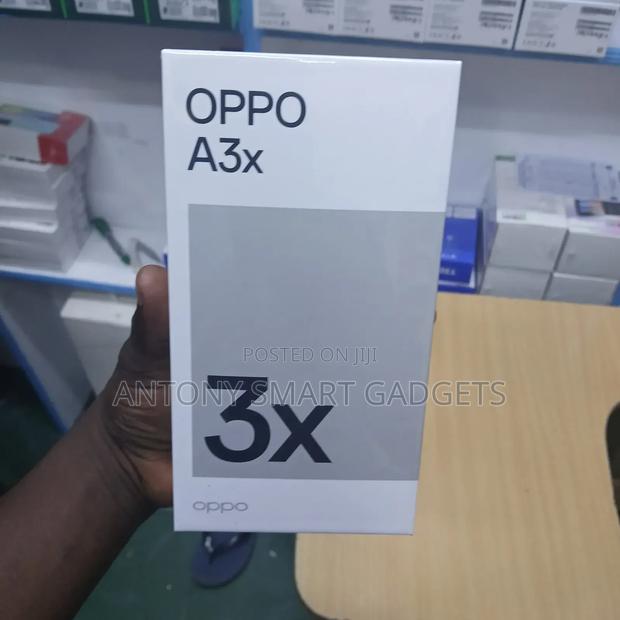 OPPO
A3x
POSTED ON JIJI
ANTONY SMART GADGETS
3x
oppo